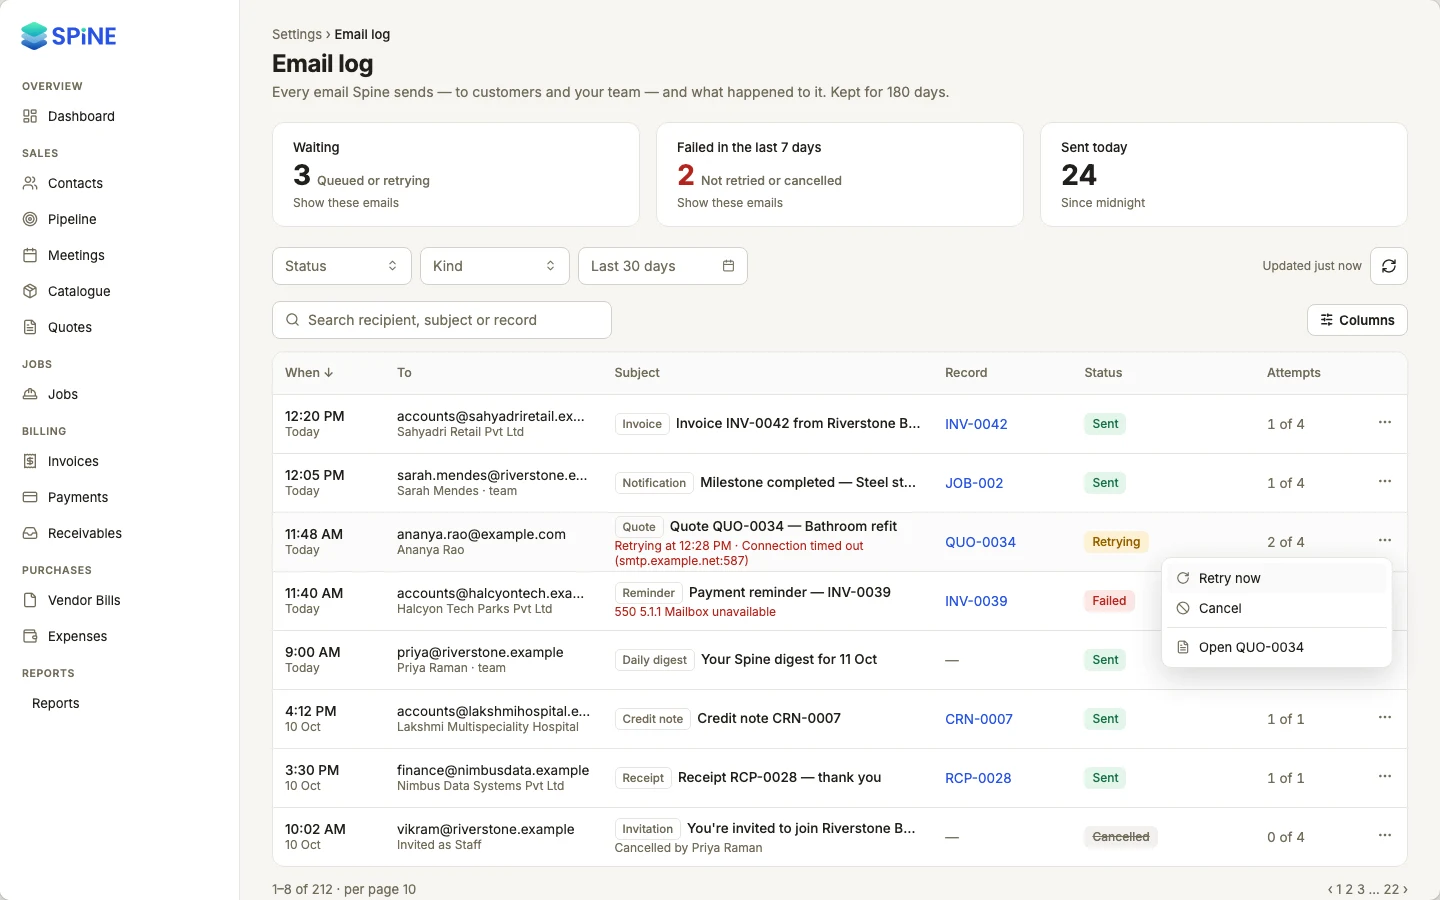 SPiNE
OVERVIEW
Dashboard
SALES
Contacts
Pipeline
Meetings
Catalogue
Quotes
JOBS
Jobs
BILLING
Invoices
Payments
Receivables
PURCHASES
Vendor Bills
Expenses
REPORTS
Reports
Settings › Email log
Email log
Every email Spine sends — to customers and your team — and what happened to it. Kept for 180 days.
Waiting
3 Queued or retrying
Show these emails
Failed in the last 7 days
2 Not retried or cancelled
Show these emails
Sent today
24
Since midnight
Status
Kind
Last 30 days
Updated just now
Search recipient, subject or record
Columns
When ↓ To Subject Record Status Attempts
12:20 PM accounts@sahyadriretail.ex... Invoice Invoice INV-0042 from Riverstone B... INV-0042 Sent 1 of 4 ...
Today Sahyadri Retail Pvt Ltd
12:05 PM sarah.mendes@riverstone.e... Notification Milestone completed — Steel st... JOB-002 Sent 1 of 4 ...
Today Sarah Mendes · team
11:48 AM ananya.rao@example.com Quote Quote QUO-0034 — Bathroom refit QUO-0034 Retrying 2 of 4 ...
Today Ananya Rao Retrying at 12:28 PM · Connection timed out
(smtp.example.net:587)
11:40 AM accounts@halcyontech.exa... Reminder Payment reminder — INV-0039 INV-0039 Failed
Today Halcyon Tech Parks Pvt Ltd 550 5.1.1 Mailbox unavailable
Retry now
Cancel
Open QUO-0034
9:00 AM priya@riverstone.example Daily digest Your Spine digest for 11 Oct — Sent
Today Priya Raman · team
4:12 PM accounts@lakshmihospital.e... Credit note Credit note CRN-0007 CRN-0007 Sent 1 of 1 ...
10 Oct Lakshmi Multispeciality Hospital
3:30 PM finance@nimbusdata.example Receipt Receipt RCP-0028 — thank you RCP-0028 Sent 1 of 1 ...
10 Oct Nimbus Data Systems Pvt Ltd
10:02 AM vikram@riverstone.example Invitation You're invited to join Riverstone B... — Cancelled 0 of 4 ...
10 Oct Invited as Staff Cancelled by Priya Raman
1–8 of 212 · per page 10
‹ 1 2 3 ... 22 ›